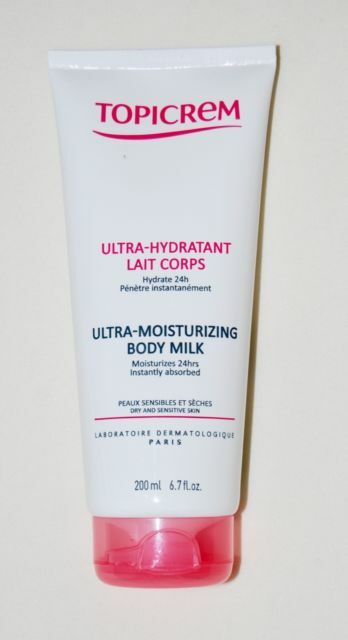 TOPICREM
ULTRA-HYDRATANT
LAIT CORPS
Hydrate 24h
Pénètre instantanément
ULTRA-MOISTURIZING
BODY MILK
Moisturizes 24hrs
Instantly absorbed
PEAUX SENSIBLES ET SÈCHES
DRY AND SENSITIVE SKIN
LABORATOIRE DERMATOLOGIQUE
PARIS
200 ml 6.7 fl.oz.